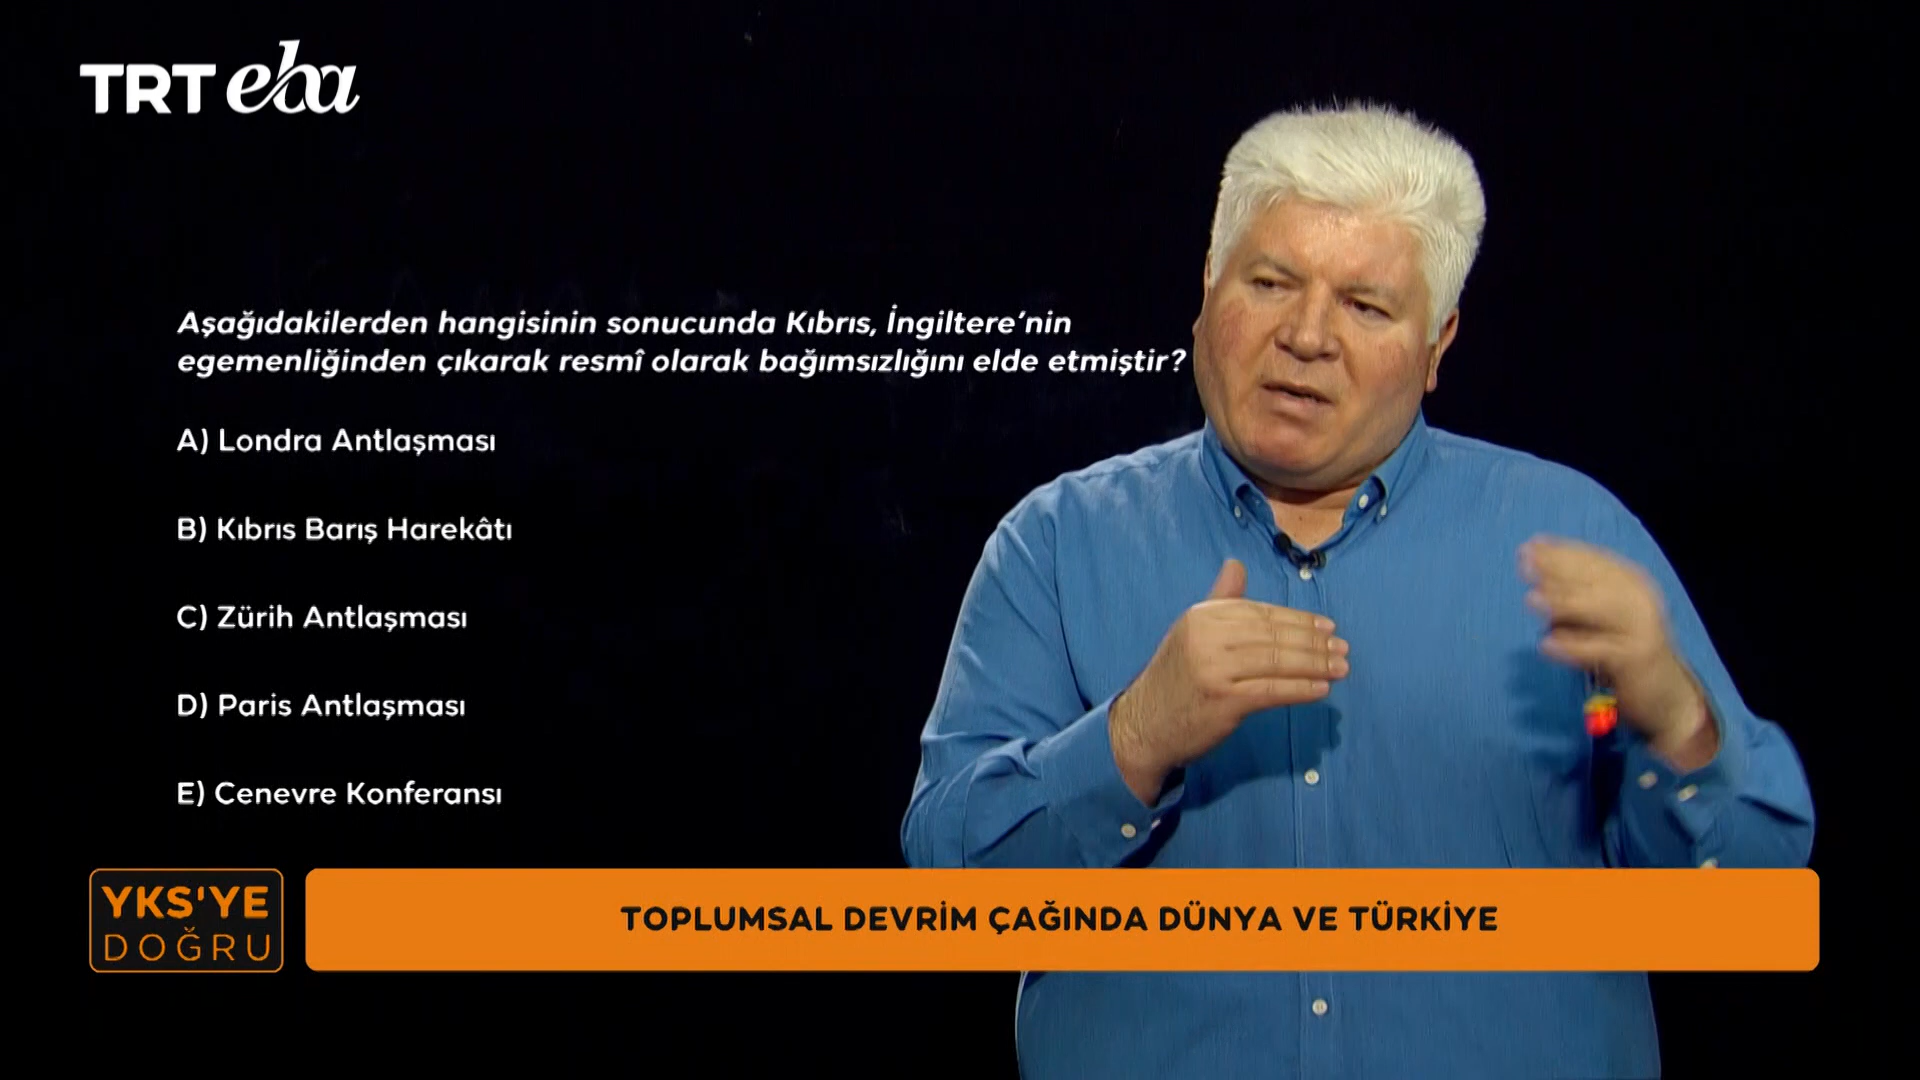 TRT eba
Aşağıdakilerden hangisinin sonucunda Kıbrıs, İngiltere’nin
egemenliğinden çıkarak resmî olarak bağımsızlığını elde etmiştir?
A) Londra Antlaşması
B) Kıbrıs Barış Harekâtı
C) Zürih Antlaşması
D) Paris Antlaşması
E) Cenevre Konferansı
YKS'YE
DOĞRU
TOPLUMSAL DEVRİM ÇAĞINDA DÜNYA VE TÜRKİYE